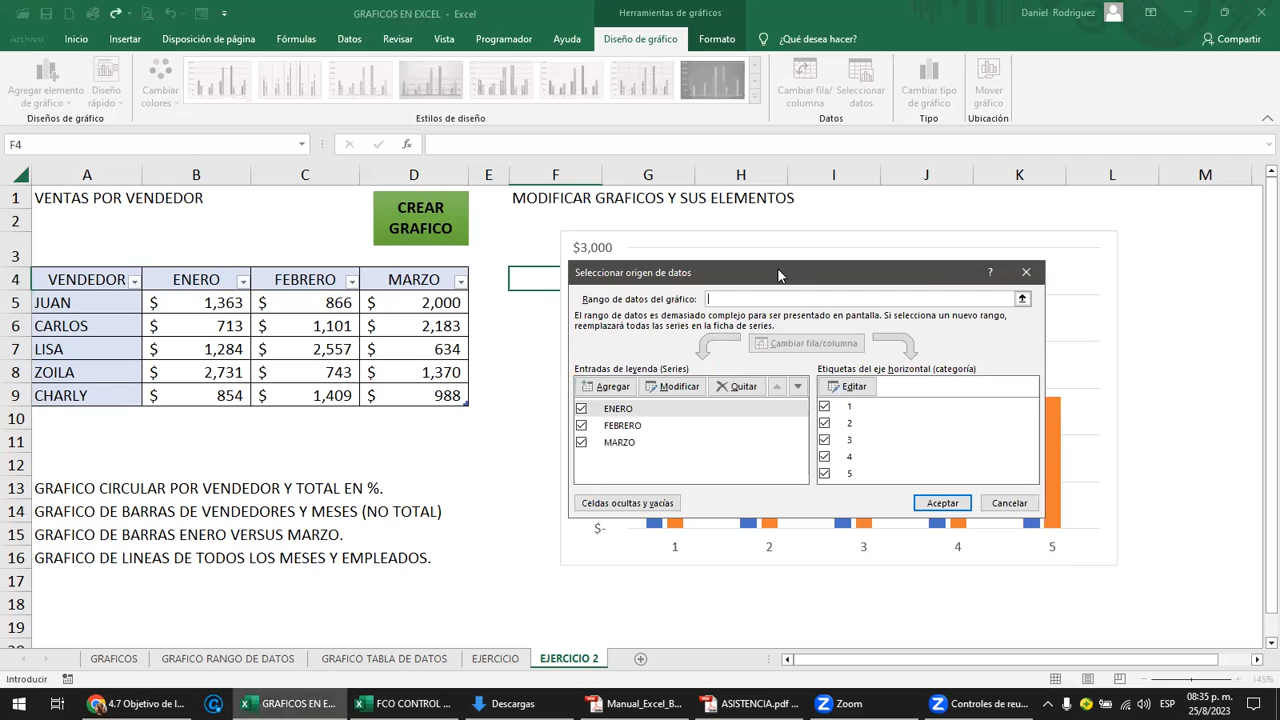 GRAFICOS EN EXCEL - Excel
Herramientas de gráficos
Daniel Rodriguez
Archivo Inicio Insertar Disposición de página Fórmulas Datos Revisar Vista Programador Ayuda Diseño de gráfico Formato ¿Qué desea hacer? Compartir
Agregar elemento de gráfico
Diseño rápido
Cambiar colores
Cambiar fila/ columna
Seleccionar datos
Cambiar tipo de gráfico
Mover gráfico
Diseños de gráfico Estilos de diseño Datos Tipo Ubicación
F4 fx
A B C D E F G H I J K L M
1 VENTAS POR VENDEDOR MODIFICAR GRAFICOS Y SUS ELEMENTOS
2
CREAR
GRAFICO
3
$3,000
4 VENDEDOR ENERO FEBRERO MARZO
5 JUAN $ 1,363 $ 866 $ 2,000
6 CARLOS $ 713 $ 1,101 $ 2,183
7 LISA $ 1,284 $ 2,557 $ 634
8 ZOILA $ 2,731 $ 743 $ 1,370
9 CHARLY $ 854 $ 1,409 $ 988
10
11
12
13 GRAFICO CIRCULAR POR VENDEDOR Y TOTAL EN %.
14 GRAFICO DE BARRAS DE VENDEDORES Y MESES (NO TOTAL)
15 GRAFICO DE BARRAS ENERO VERSUS MARZO.
16 GRAFICO DE LINEAS DE TODOS LOS MESES Y EMPLEADOS.
17
18
19
Seleccionar origen de datos ?
Rango de datos del gráfico:
El rango de datos es demasiado complejo para ser presentado en pantalla. Si selecciona un nuevo rango,
reemplazará todas las series en la ficha de series.
Cambiar fila/columna
Entradas de leyenda (Series) Etiquetas del eje horizontal (categoría)
Agregar Modificar Quitar Editar
ENERO 1
FEBRERO 2
MARZO 3
4
5
Celdas ocultas y vacías Aceptar Cancelar
$-
1 2 3 4 5
GRAFICOS GRAFICO RANGO DE DATOS GRAFICO TABLA DE DATOS EJERCICIO EJERCICIO 2
Introducir 145%
4.7 Objetivo de l... GRAFICOS EN E... FCO CONTROL ... Descargas Manual_Excel_B... ASISTENCIA.pdf ... Zoom Controles de reu... ESP
08:35 p. m.
25/8/2023